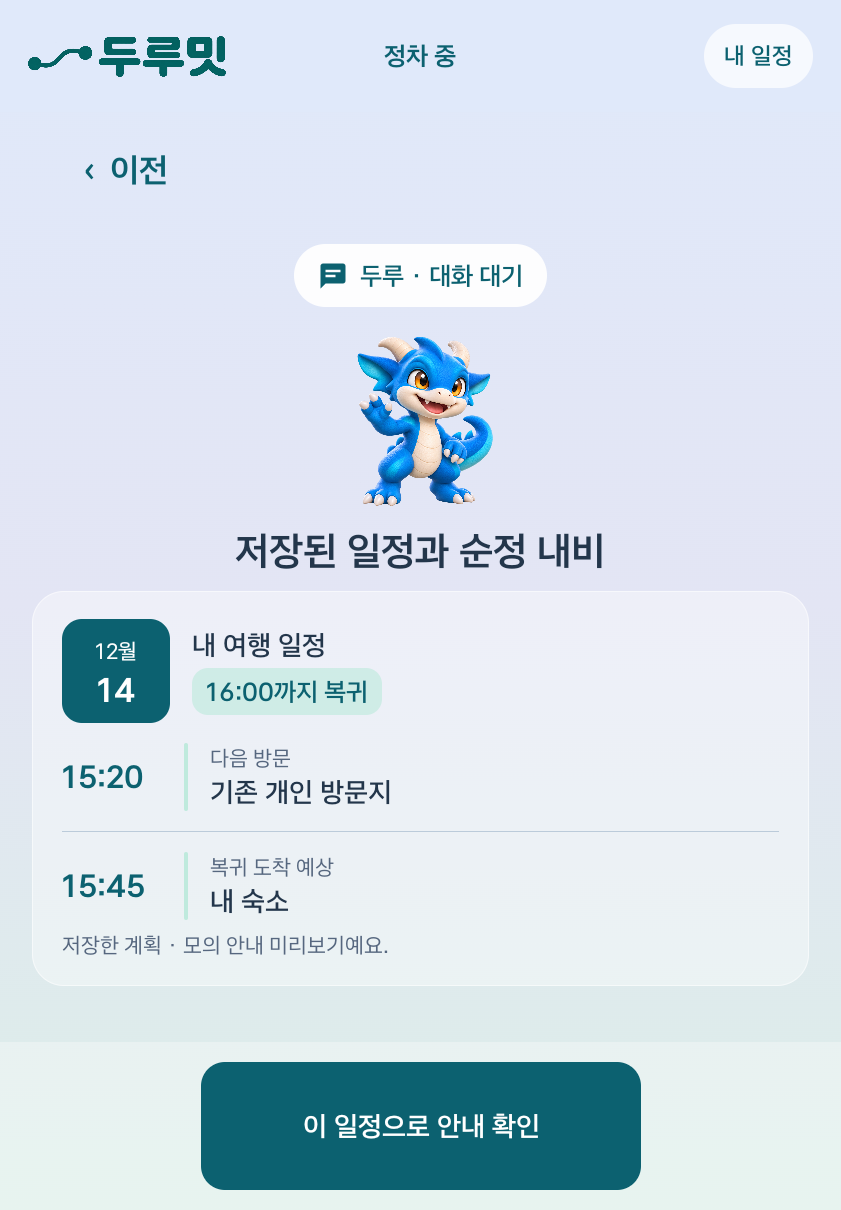 두루밋
정차 중
내 일정
‹ 이전
두루 · 대화 대기
저장된 일정과 순정 내비
12월
14
내 여행 일정
16:00까지 복귀
15:20
다음 방문
기존 개인 방문지
15:45
복귀 도착 예상
내 숙소
저장한 계획 · 모의 안내 미리보기예요.
이 일정으로 안내 확인